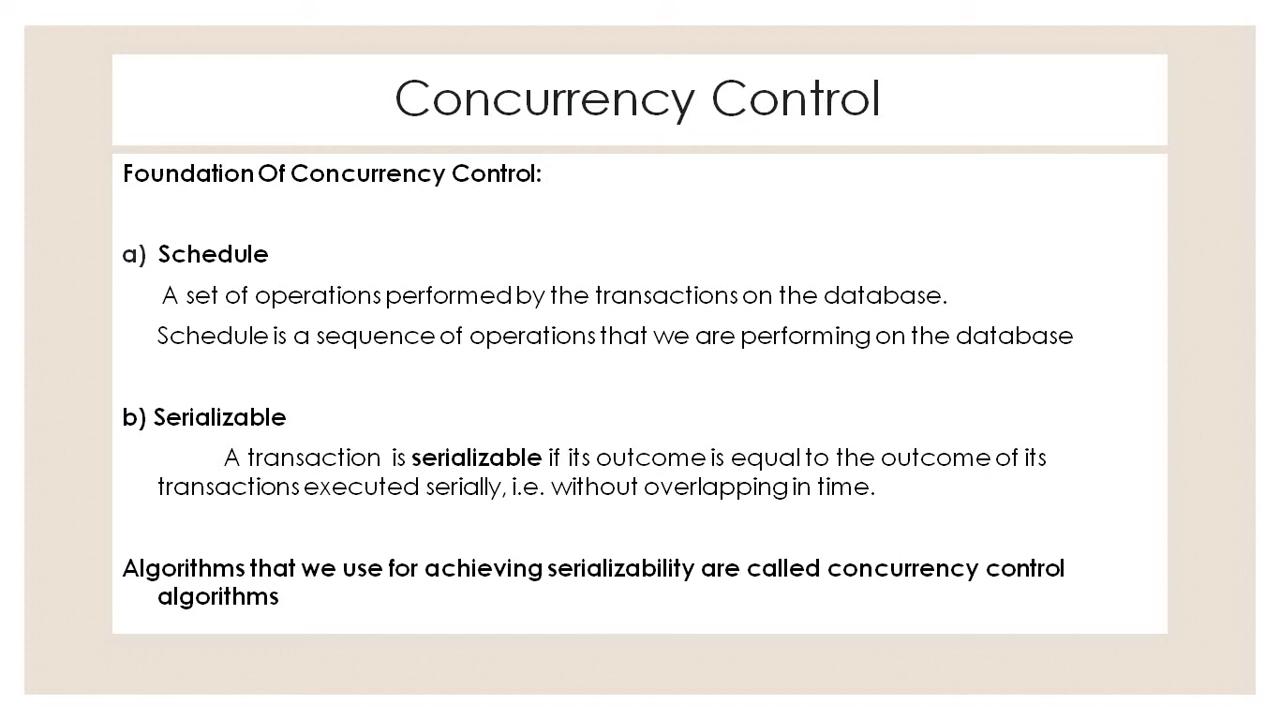 Concurrency Control
Foundation Of Concurrency Control:
a) Schedule
A set of operations performed by the transactions on the database.
Schedule is a sequence of operations that we are performing on the database
b) Serializable
A transaction is serializable if its outcome is equal to the outcome of its
transactions executed serially, i.e. without overlapping in time.
Algorithms that we use for achieving serializability are called concurrency control
algorithms